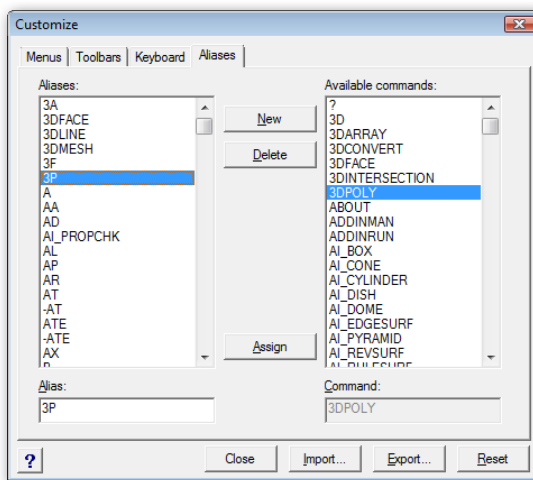 Customize
Menus Toolbars Keyboard Aliases
Aliases:
3A
3DFACE
3DLINE
3DMESH
3F
3P
A
AA
AD
AI_PROPCHK
AL
AP
AR
AT
-AT
ATE
-ATE
AX
New
Delete
Assign
Available commands:
?
3D
3DARRAY
3DCONVERT
3DFACE
3DINTERSECTION
3DPOLY
ABOUT
ADDINMAN
ADDINRUN
AI_BOX
AI_CONE
AI_CYLINDER
AI_DISH
AI_DOME
AI_EDGESURF
AI_PYRAMID
AI_REVSURF
AI_RULESURF
Alias:
3P
Command:
3DPOLY
?
Close Import... Export... Reset